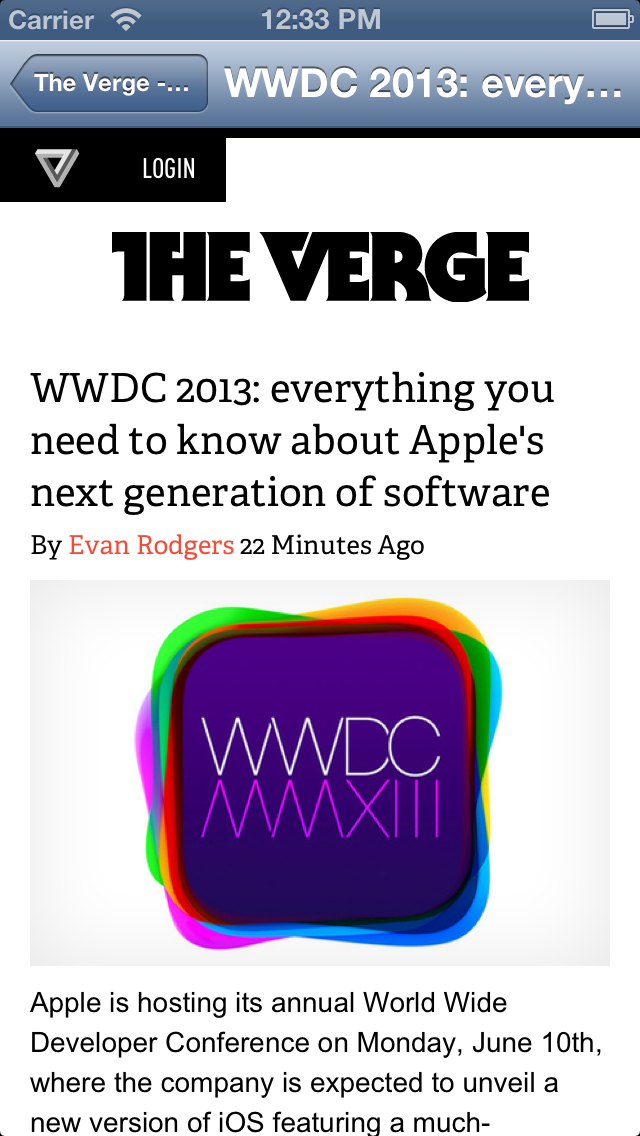 Carrier 12:33 PM
The Verge -... WWDC 2013: every...
LOGIN
THE VERGE
WWDC 2013: everything you
need to know about Apple's
next generation of software
By Evan Rodgers 22 Minutes Ago
WWDC
MMXIII
Apple is hosting its annual World Wide
Developer Conference on Monday, June 10th,
where the company is expected to unveil a
new version of iOS featuring a much-